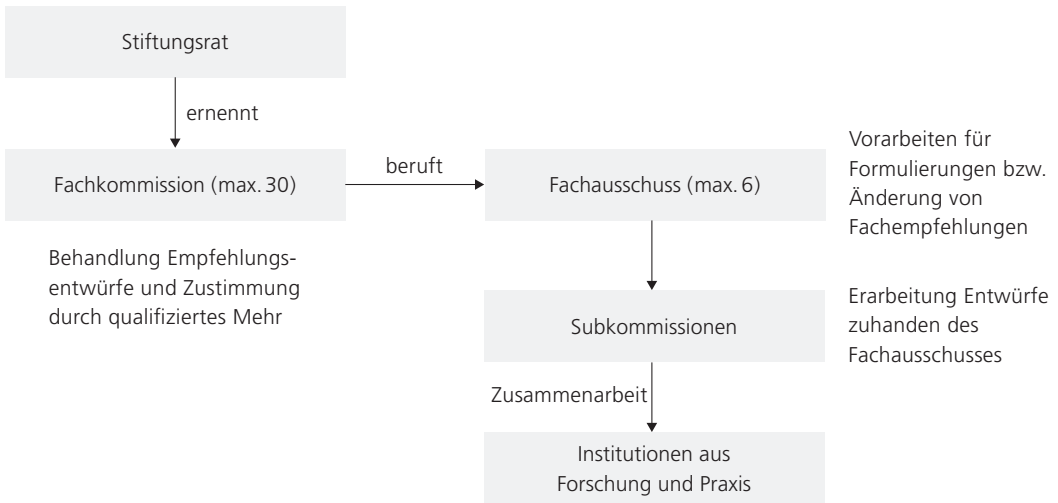 Stiftungsrat
ernennt
Fachkommission (max. 30)
beruft
Fachausschuss (max. 6)
Vorarbeiten für
Formulierungen bzw.
Änderung von
Fachempfehlungen
Behandlung Empfehlungs-
entwürfe und Zustimmung
durch qualifiziertes Mehr
Subkommissionen
Erarbeitung Entwürfe
zuhanden des
Fachausschusses
Zusammenarbeit
Institutionen aus
Forschung und Praxis